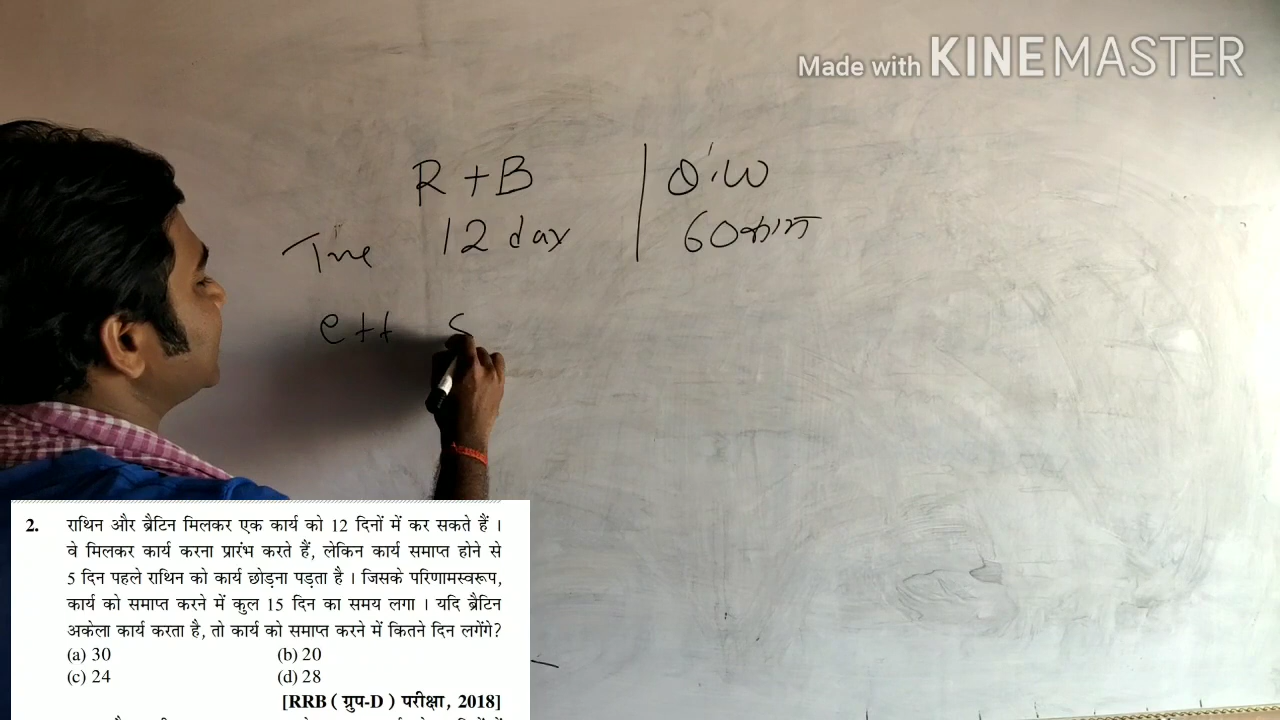 Made with KINEMASTER
R + B | θ.W
Tme 12 day | 60 काम
eff 5
2. राथिन और ब्रैटिन मिलकर एक कार्य को 12 दिनों में कर सकते हैं ।
वे मिलकर कार्य करना प्रारंभ करते हैं, लेकिन कार्य समाप्त होने से
5 दिन पहले राथिन को कार्य छोड़ना पड़ता है । जिसके परिणामस्वरूप,
कार्य को समाप्त करने में कुल 15 दिन का समय लगा । यदि ब्रैटिन
अकेला कार्य करता है, तो कार्य को समाप्त करने में कितने दिन लगेंगे?
(a) 30 (b) 20
(c) 24 (d) 28
[RRB ( ग्रुप-D ) परीक्षा, 2018]